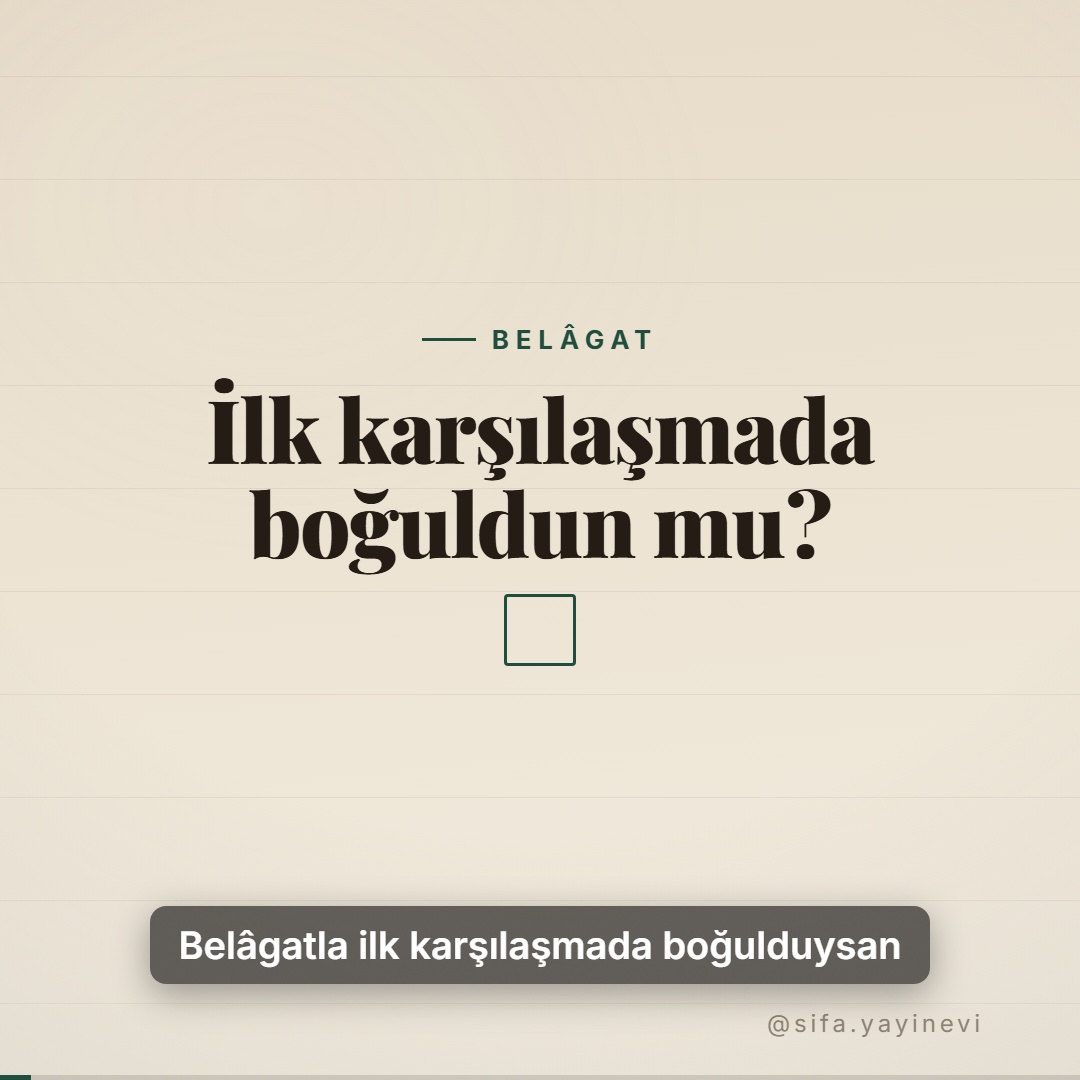 BELÂGAT
İlk karşılaşmada
boğuldun mu?
Belâgatla ilk karşılaşmada boğulduysan
@sifa.yayinevi